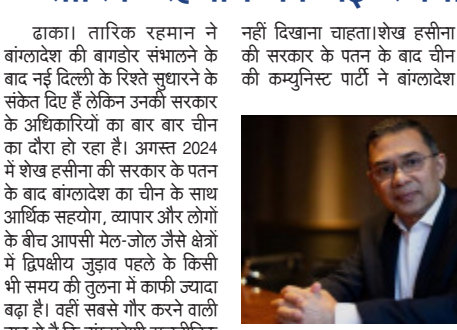 ढाका। तारिक रहमान ने
बांग्लादेश की बागडोर संभालने के
बाद नई दिल्ली के रिश्ते सुधारने के
संकेत दिए हैं लेकिन उनकी सरकार
के अधिकारियों का बार बार चीन
का दौरा हो रहा है। अगस्त 2024
में शेख हसीना की सरकार के पतन
के बाद बांग्लादेश का चीन के साथ
आर्थिक सहयोग, व्यापार और लोगों
के बीच आपसी मेल-जोल जैसे क्षेत्रों
में द्विपक्षीय जुड़ाव पहले के किसी
भी समय की तुलना में काफी ज्यादा
बढ़ा है। वहीं सबसे गौर करने वाली
नहीं दिखाना चाहता।शेख हसीना
की सरकार के पतन के बाद चीन
की कम्युनिस्ट पार्टी ने बांग्लादेश